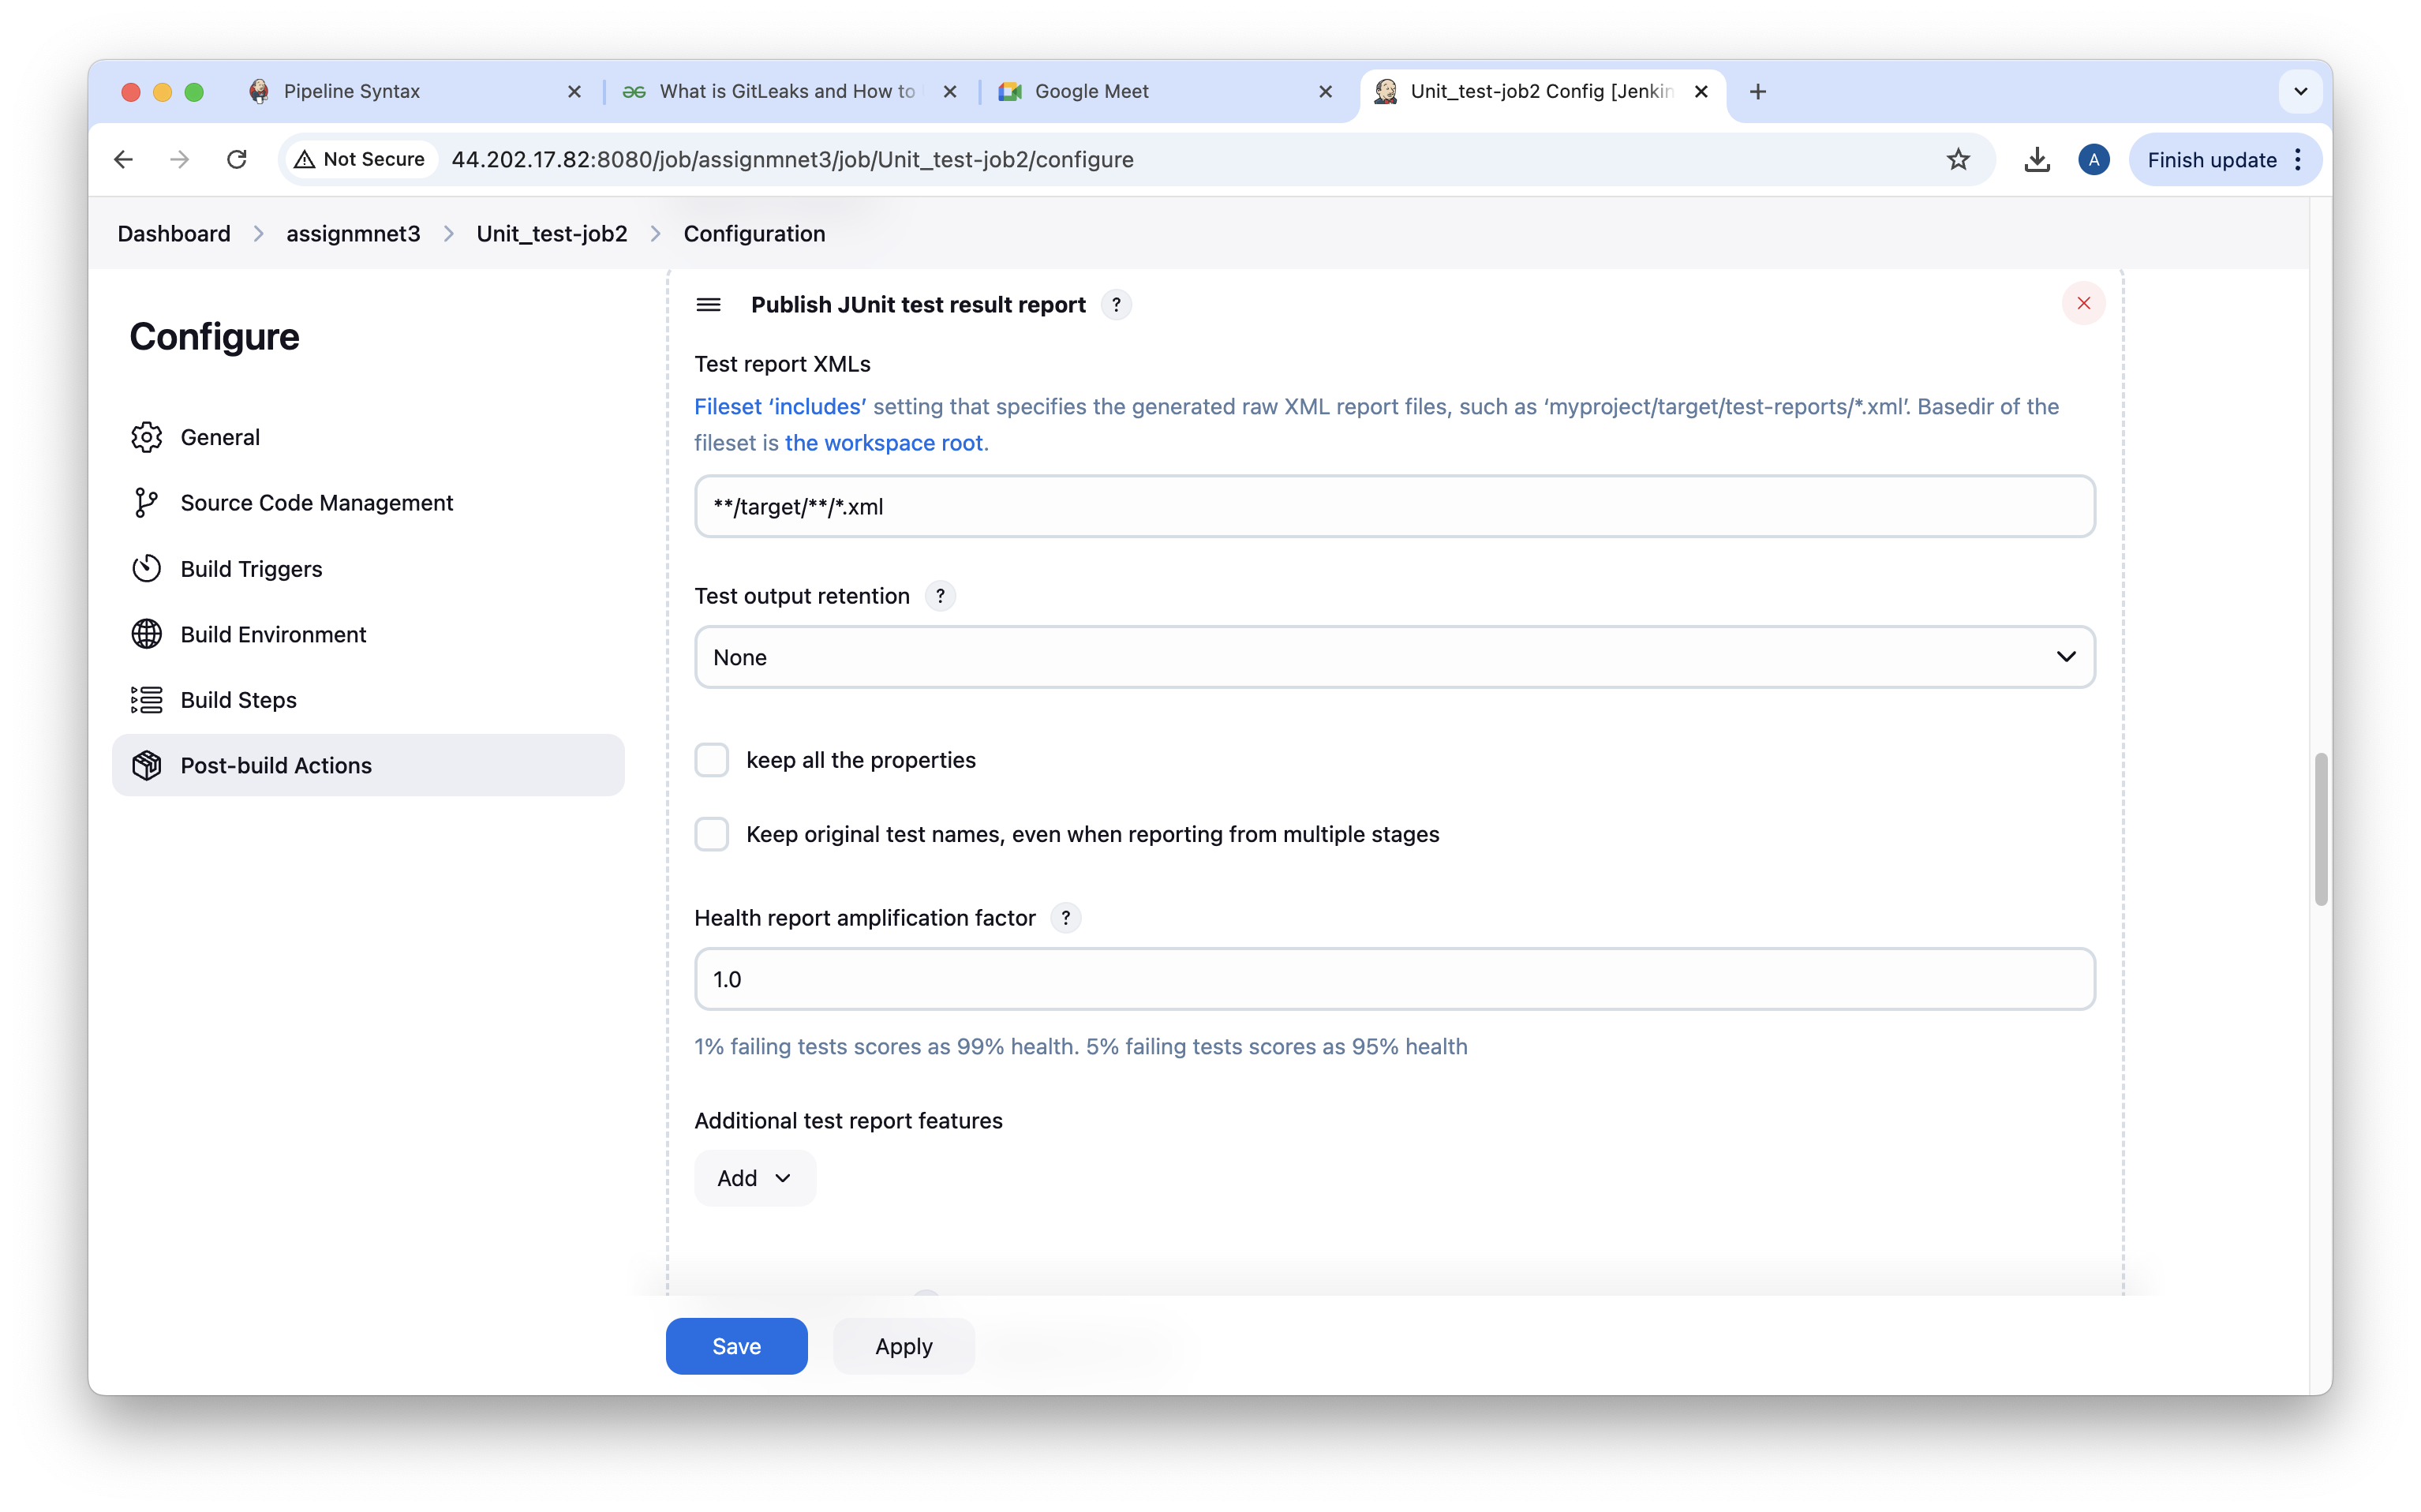 Pipeline Syntax
What is GitLeaks and How to
Google Meet
Unit_test-job2 Config [Jenkin
Not Secure
44.202.17.82:8080/job/assignmnet3/job/Unit_test-job2/configure
A
Finish update
Dashboard
assignmnet3
Unit_test-job2
Configuration
Configure
General
Source Code Management
Build Triggers
Build Environment
Build Steps
Post-build Actions
Publish JUnit test result report ?
Test report XMLs
Fileset ‘includes’ setting that specifies the generated raw XML report files, such as ‘myproject/target/test-reports/*.xml’. Basedir of the
fileset is the workspace root.
**/target/**/*.xml
Test output retention ?
None
keep all the properties
Keep original test names, even when reporting from multiple stages
Health report amplification factor ?
1.0
1% failing tests scores as 99% health. 5% failing tests scores as 95% health
Additional test report features
Add
Save
Apply